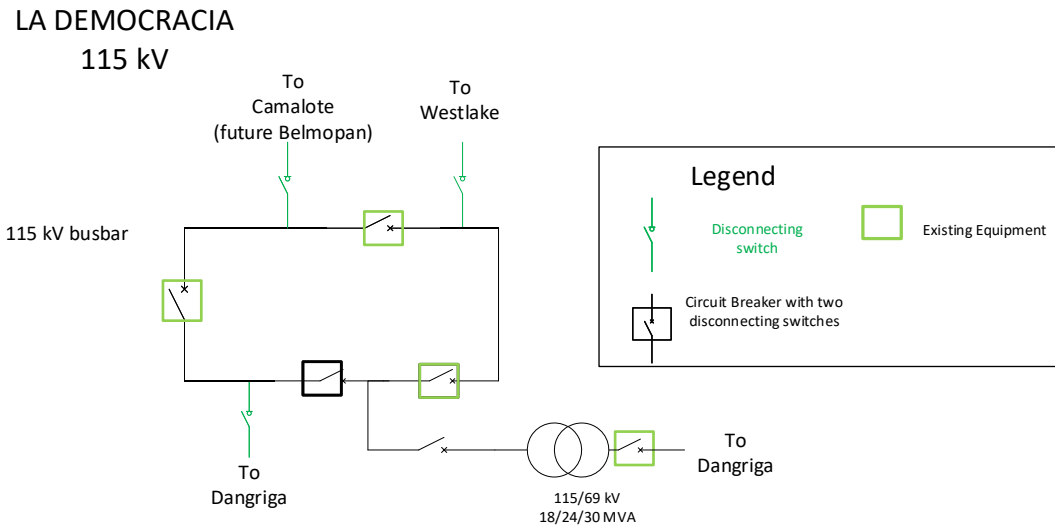 LA DEMOCRACIA
115 kV
To
Camalote
(future Belmopan)
To
Westlake
115 kV busbar
To
Dangriga
115/69 kV
18/24/30 MVA
To
Dangriga
Legend
Disconnecting
switch
Existing Equipment
Circuit Breaker with two
disconnecting switches